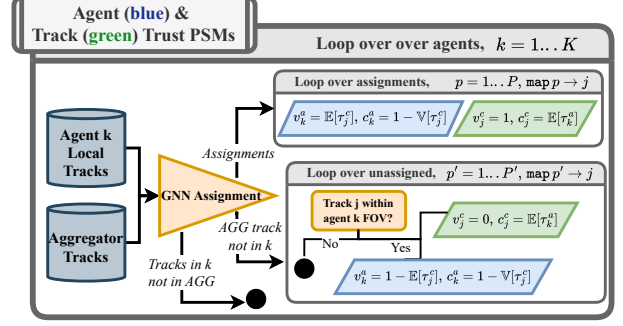 Agent (blue) &
Track (green) Trust PSMs
Loop over over agents, k = 1...K
Loop over assignments, p = 1...P, map p → j
v_k^a = 𝔼[τ_j^c], c_k^a = 1 − 𝕍[τ_j^c]
v_j^c = 1, c_j^c = 𝔼[τ_k^a]
Agent k
Local
Tracks
Aggregator
Tracks
GNN Assignment
Assignments
AGG track
not in k
Tracks in k
not in AGG
Loop over unassigned, p′ = 1...P′, map p′ → j
Track j within
agent k FOV?
No
Yes
v_j^c = 0, c_j^c = 𝔼[τ_k^a]
v_k^a = 1 − 𝔼[τ_j^c], c_k^a = 1 − 𝕍[τ_j^c]